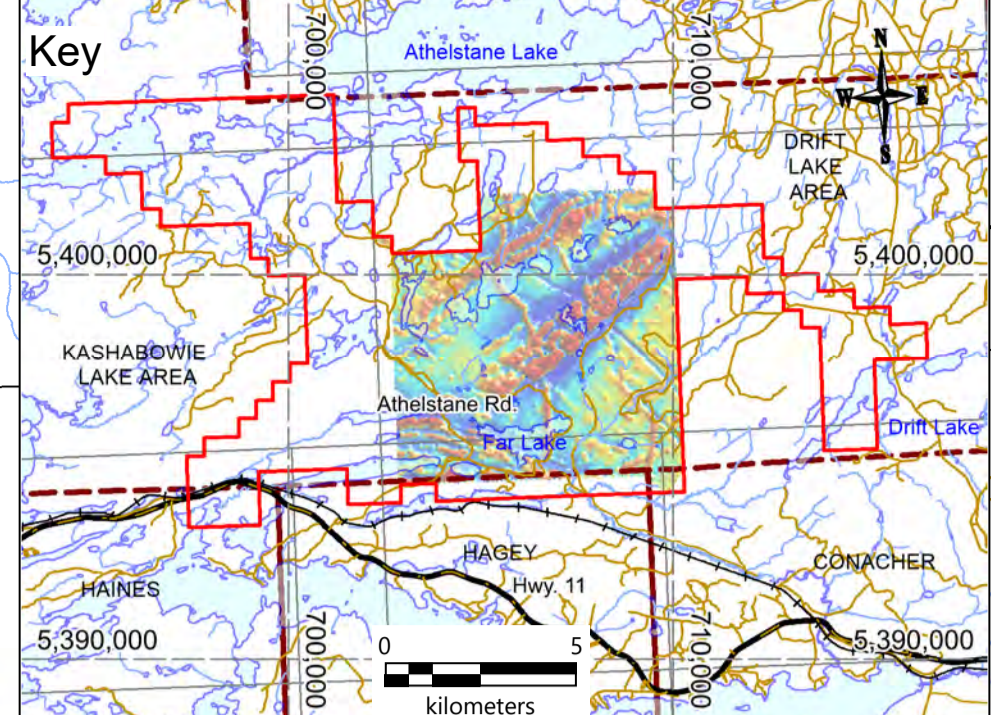 Key
700,000
710,000
Athelstane Lake
N
W
E
S
DRIFT
LAKE
AREA
5,400,000
5,400,000
KASHABOWIE
LAKE AREA
Athelstane Rd.
Far Lake
Drift Lake
HAGEY
CONACHER
HAINES
Hwy. 11
5,390,000
5,390,000
700,000
710,000
0
5
kilometers